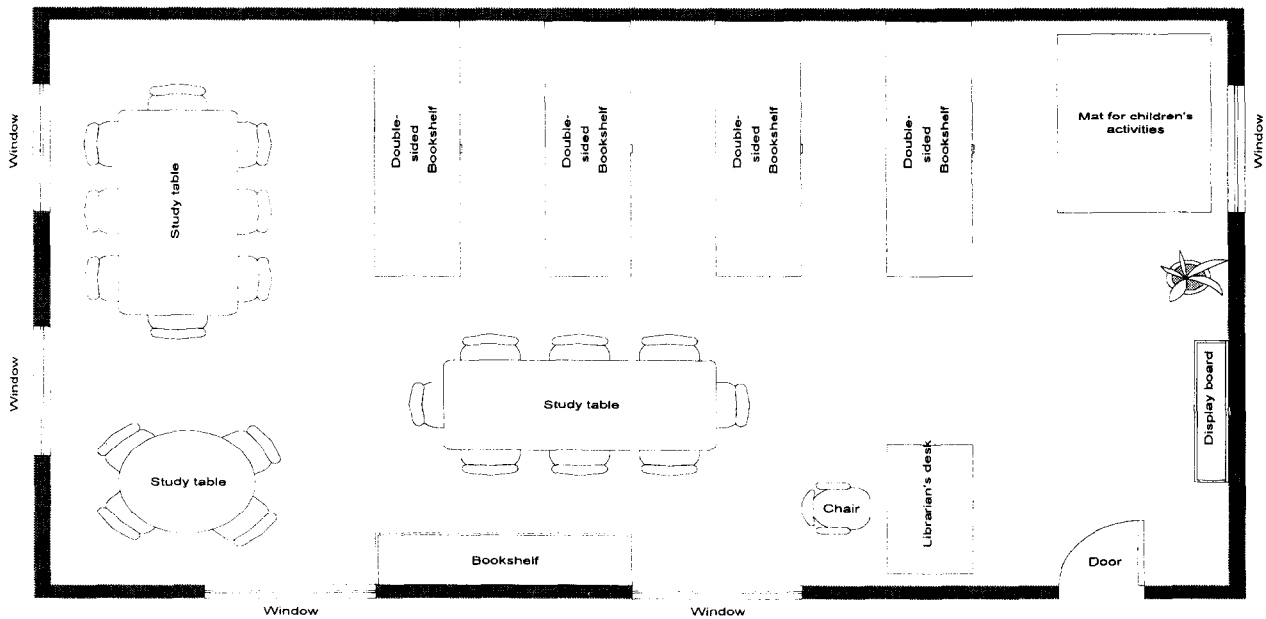 Window
Study table
Double-
sided
Bookshelf
Double-
sided
Bookshelf
Double-
sided
Bookshelf
Double-
sided
Bookshelf
Mat for children's
activities
Window
Window
Study table
Display board
Study table
Librarian's desk
Chair
Bookshelf
Door
Window
Window